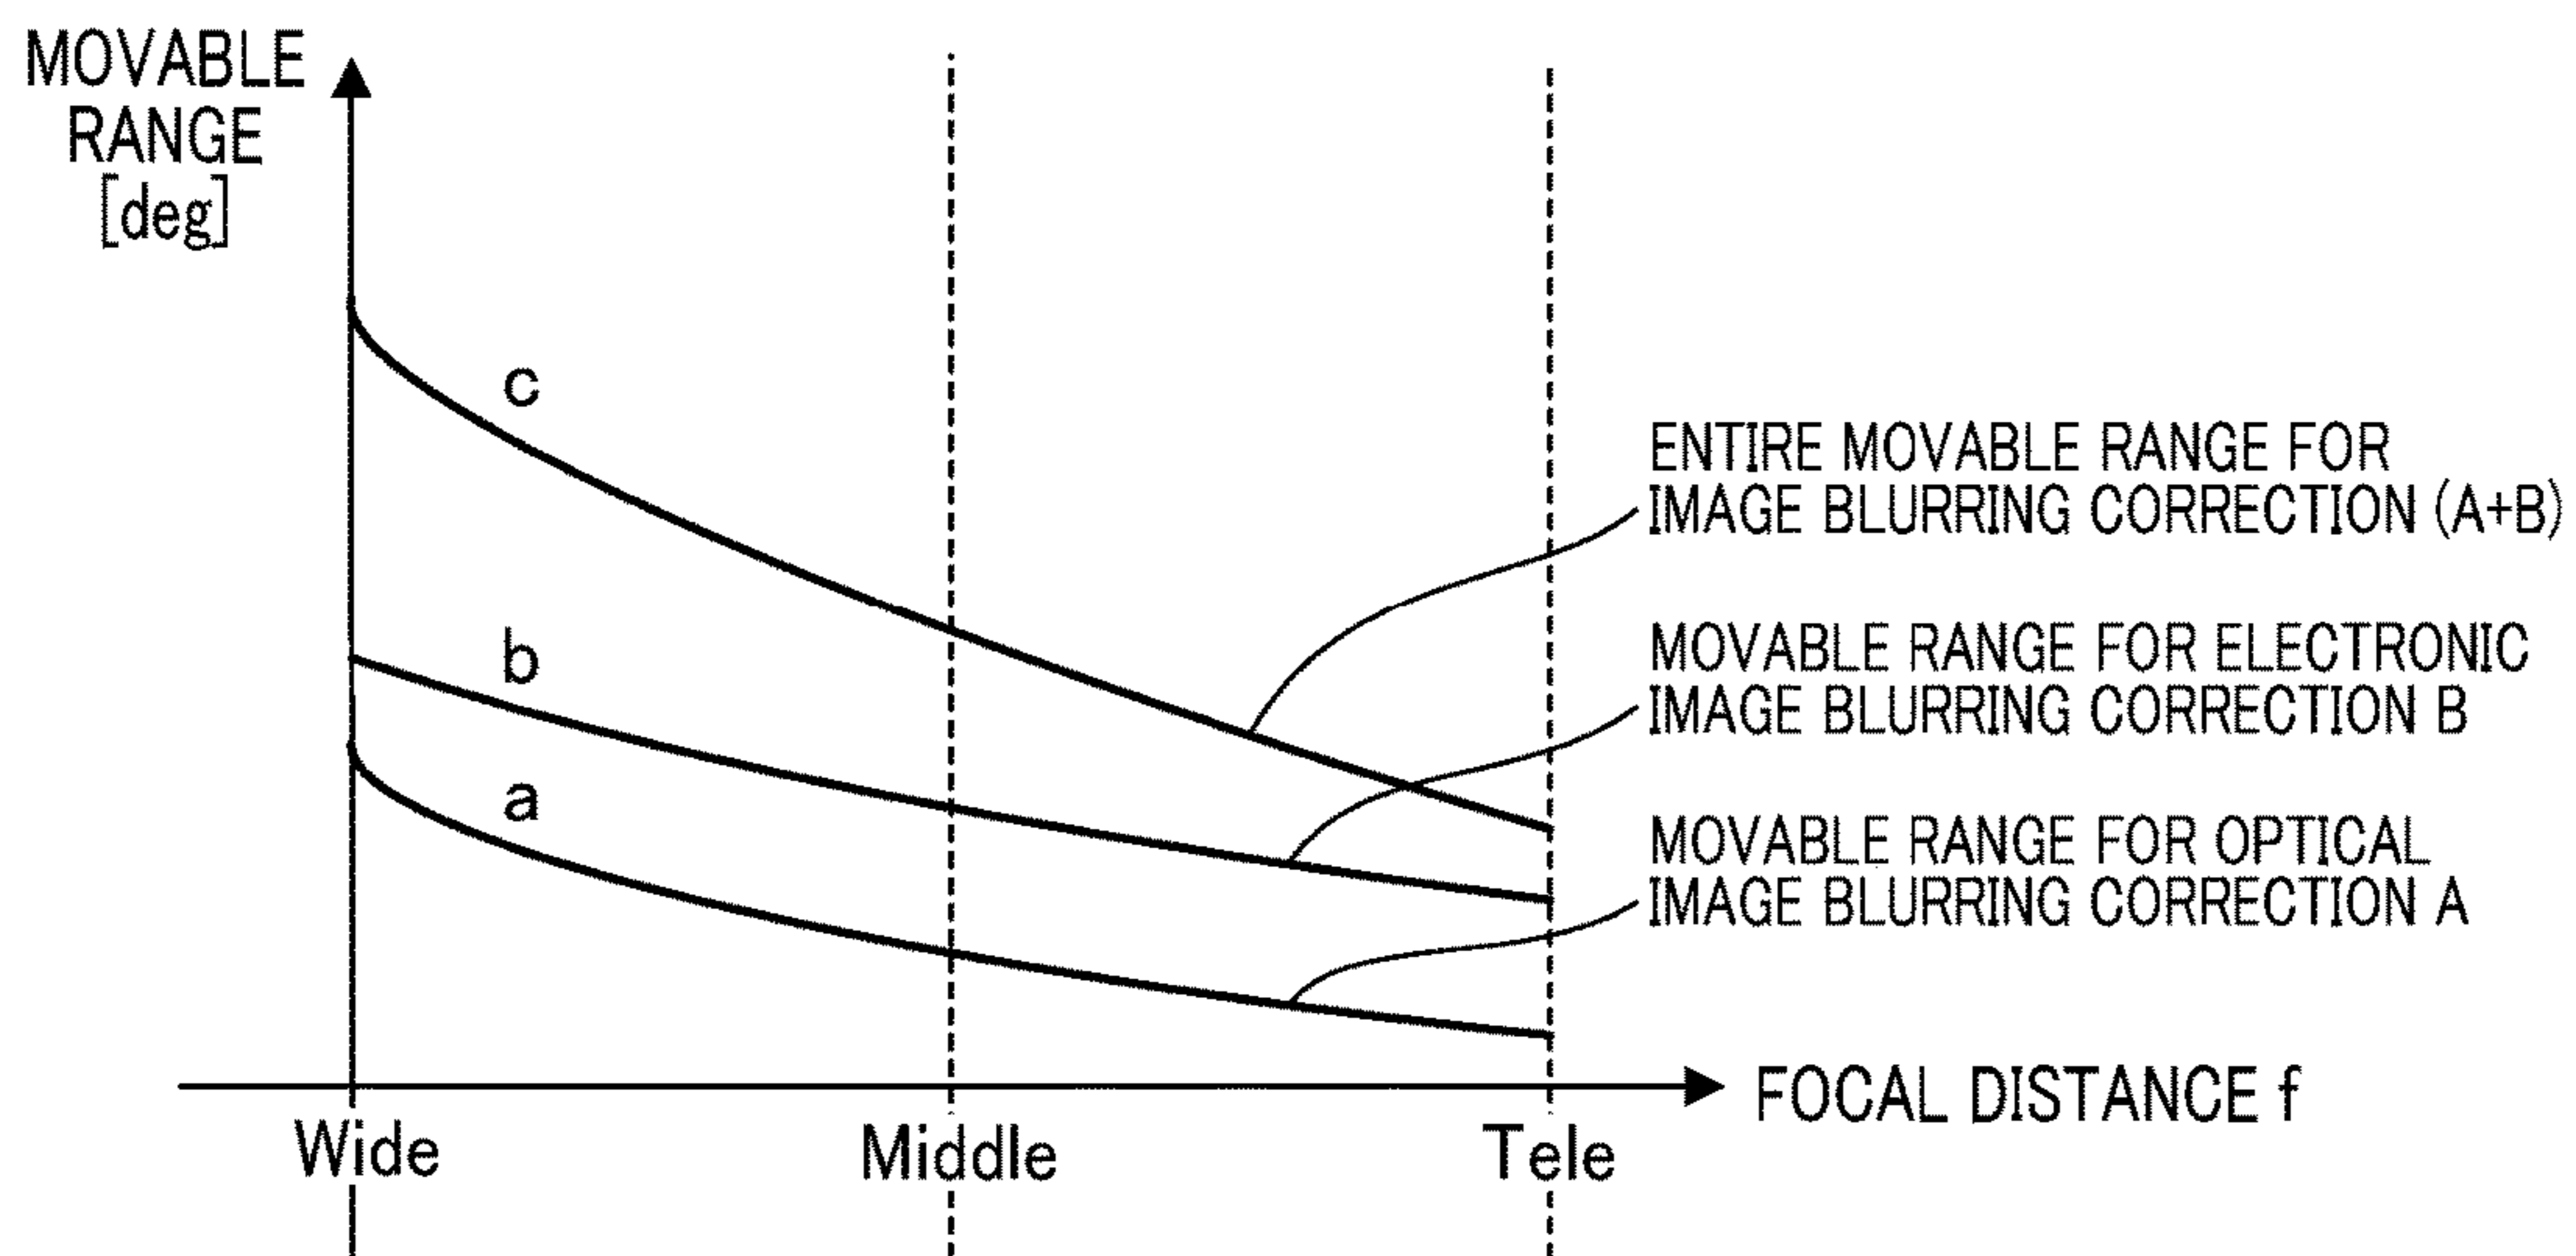 MOVABLE
RANGE
[deg]
c
b
a
ENTIRE MOVABLE RANGE FOR
IMAGE BLURRING CORRECTION (A+B)
MOVABLE RANGE FOR ELECTRONIC
IMAGE BLURRING CORRECTION B
MOVABLE RANGE FOR OPTICAL
IMAGE BLURRING CORRECTION A
FOCAL DISTANCE f
Wide
Middle
Tele